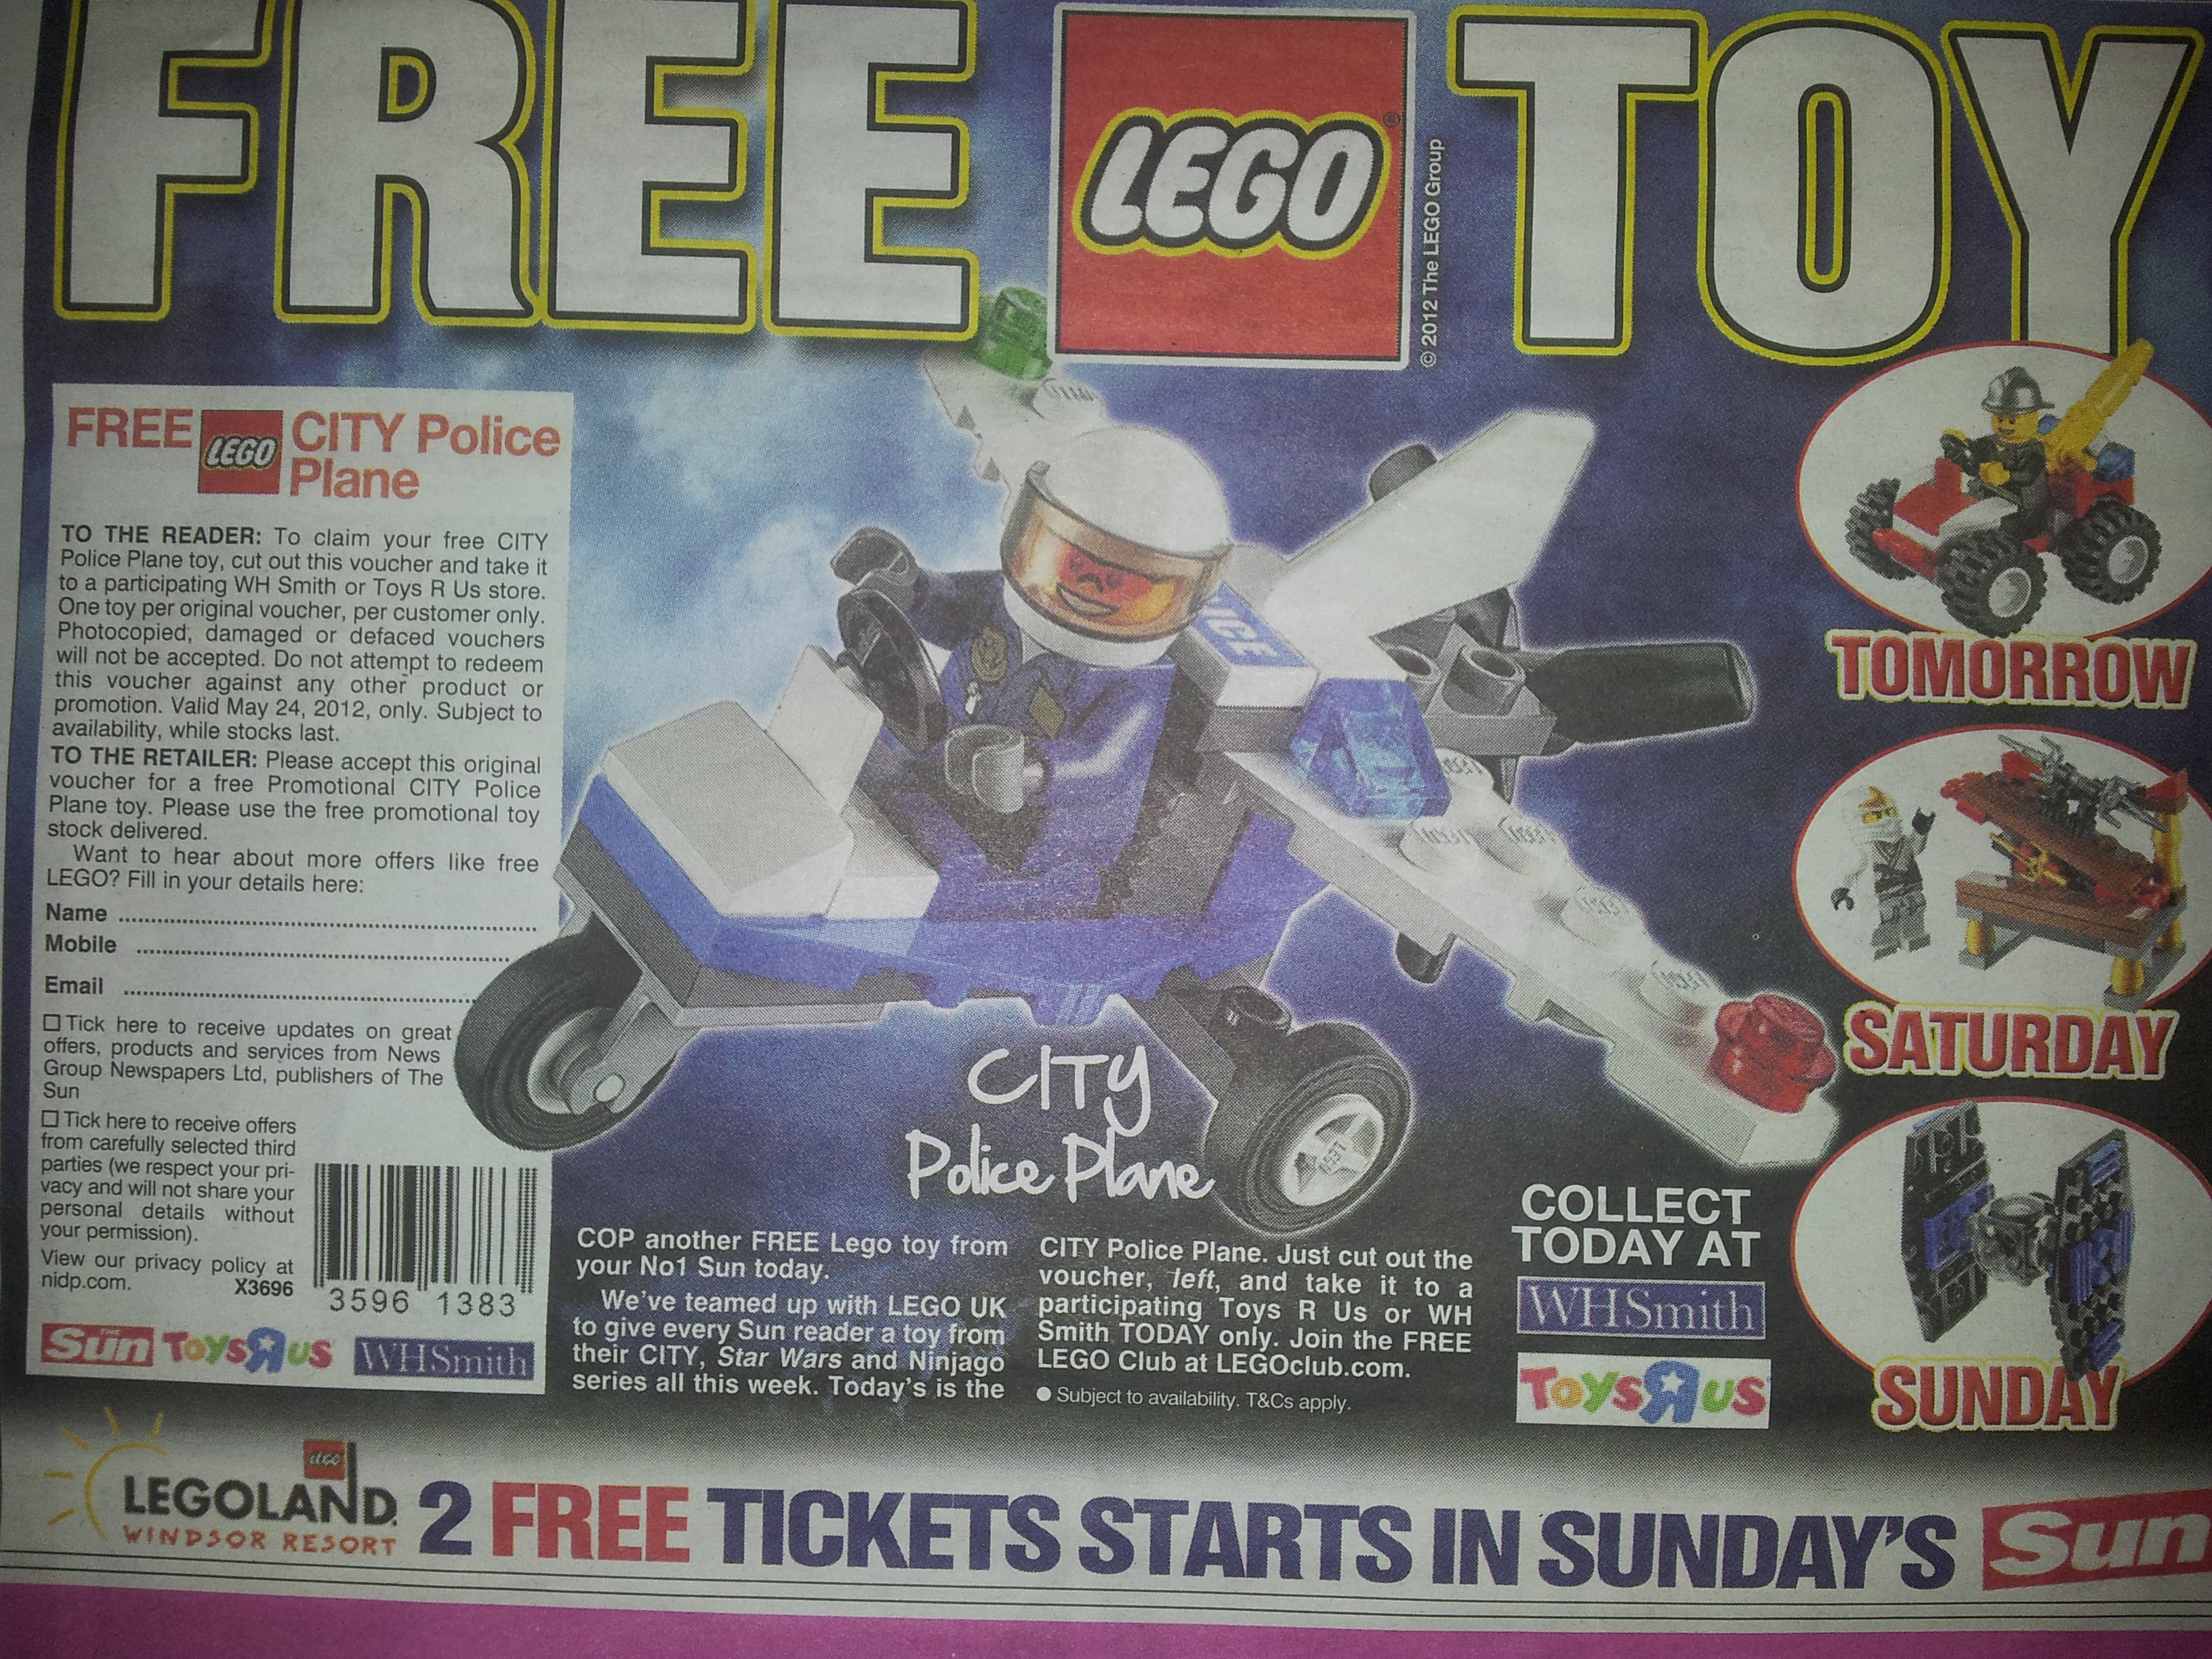 FREE LEGO® TOY
© 2012 The LEGO Group
FREE LEGO CITY Police
Plane
TO THE READER: To claim your free CITY
Police Plane toy, cut out this voucher and take it
to a participating WH Smith or Toys R Us store.
One toy per original voucher, per customer only.
Photocopied, damaged or defaced vouchers
will not be accepted. Do not attempt to redeem
this voucher against any other product or
promotion. Valid May 24, 2012, only. Subject to
availability, while stocks last.
TO THE RETAILER: Please accept this original
voucher for a free Promotional CITY Police
Plane toy. Please use the free promotional toy
stock delivered.
Want to hear about more offers like free
LEGO? Fill in your details here:
Name
Mobile
Email
Tick here to receive updates on great
offers, products and services from News
Group Newspapers Ltd, publishers of The
Sun
Tick here to receive offers
from carefully selected third
parties (we respect your pri-
vacy and will not share your
personal details without
your permission).
View our privacy policy at
nidp.com. X3696
3596 1383
THE Sun TOYS R US WHSmith
ICE
CITY
Police Plane
COP another FREE Lego toy from
your No1 Sun today.
We've teamed up with LEGO UK
to give every Sun reader a toy from
their CITY, Star Wars and Ninjago
series all this week. Today's is the
CITY Police Plane. Just cut out the
voucher, left, and take it to a
participating Toys R Us or WH
Smith TODAY only. Join the FREE
LEGO Club at LEGOclub.com.
● Subject to availability. T&Cs apply.
COLLECT
TODAY AT
WHSmith
TOYS R US
TOMORROW
SATURDAY
SUNDAY
LEGO
LEGOLAND
WINDSOR RESORT
2 FREE TICKETS STARTS IN SUNDAY'S Sun